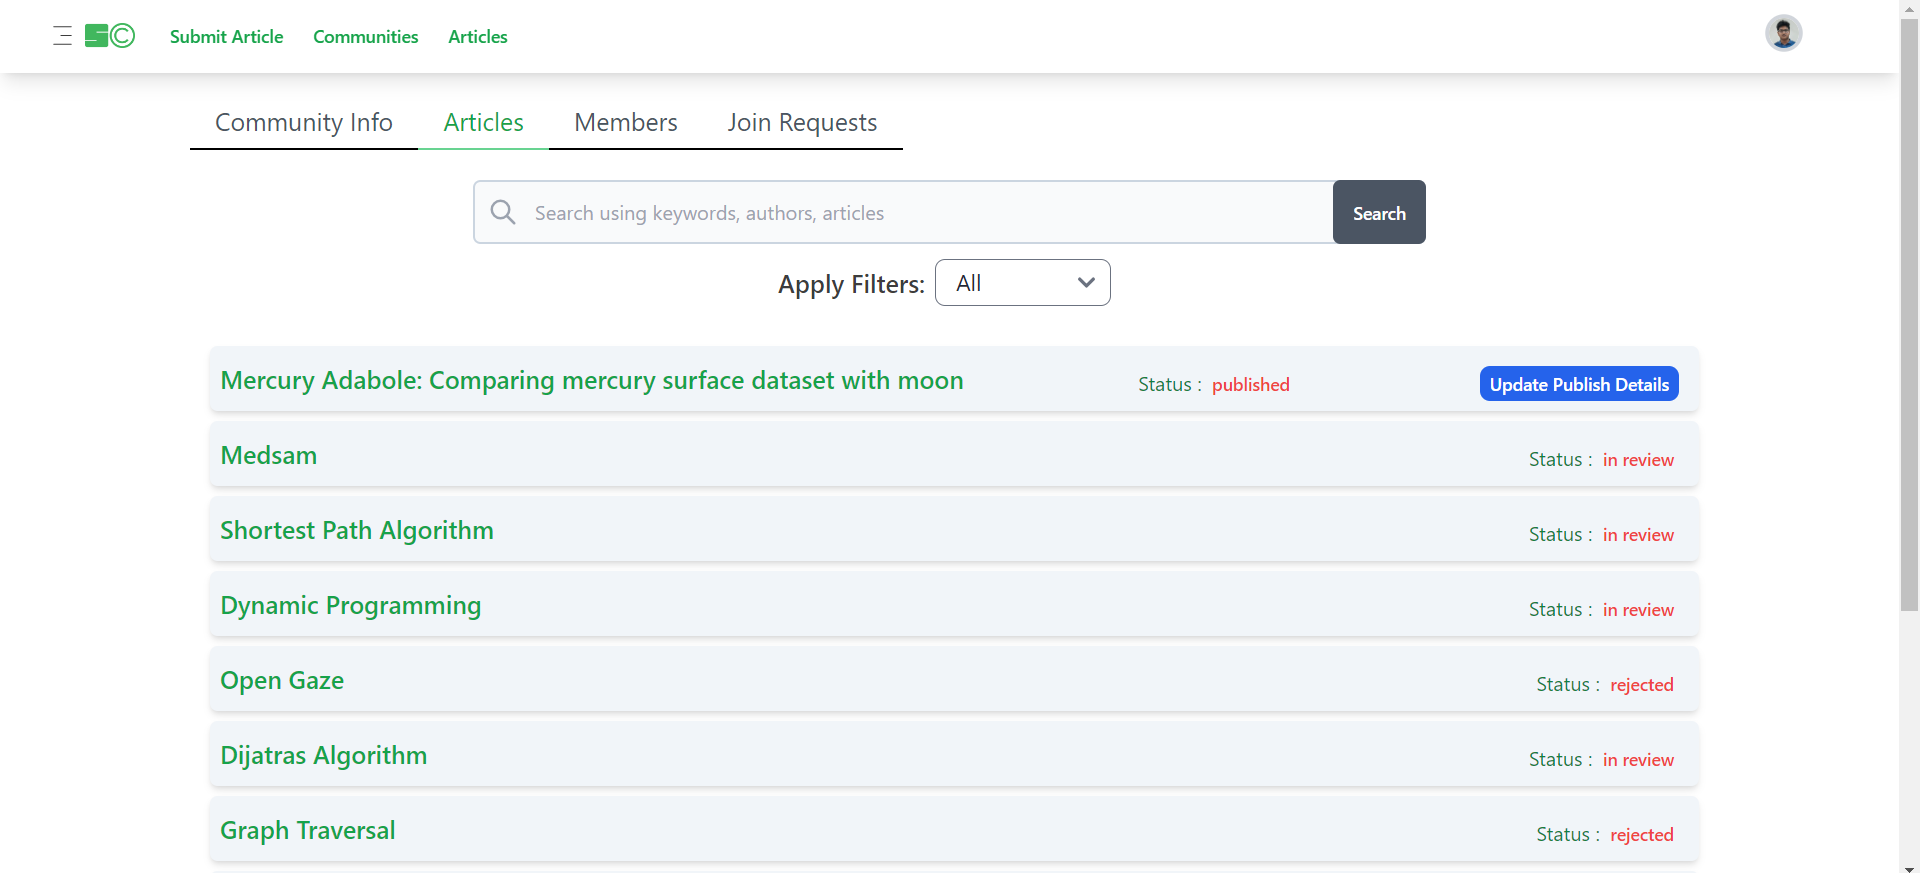 SC Submit Article Communities Articles
Community Info Articles Members Join Requests
Search using keywords, authors, articles Search
Apply Filters: All
Mercury Adabole: Comparing mercury surface dataset with moon Status : published Update Publish Details
Medsam Status : in review
Shortest Path Algorithm Status : in review
Dynamic Programming Status : in review
Open Gaze Status : rejected
Dijatras Algorithm Status : in review
Graph Traversal Status : rejected